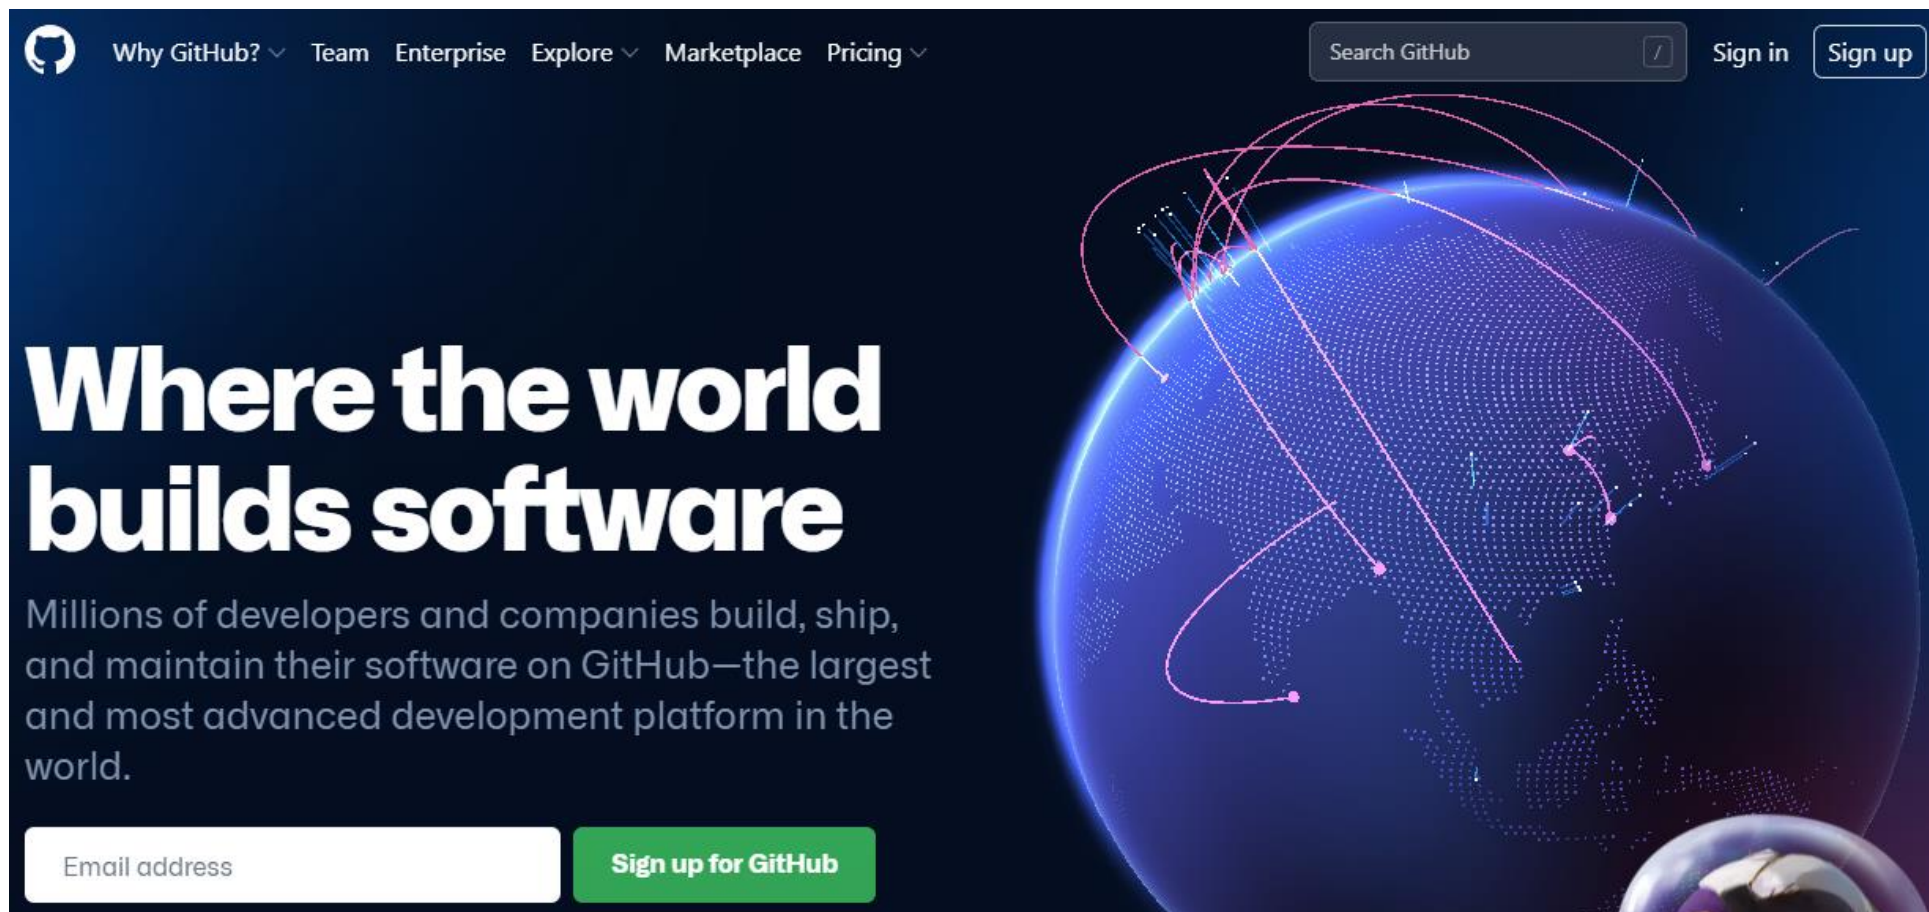 Why GitHub? Team Enterprise Explore Marketplace Pricing Search GitHub / Sign in Sign up
Where the world
builds software
Millions of developers and companies build, ship,
and maintain their software on GitHub—the largest
and most advanced development platform in the
world.
Email address Sign up for GitHub